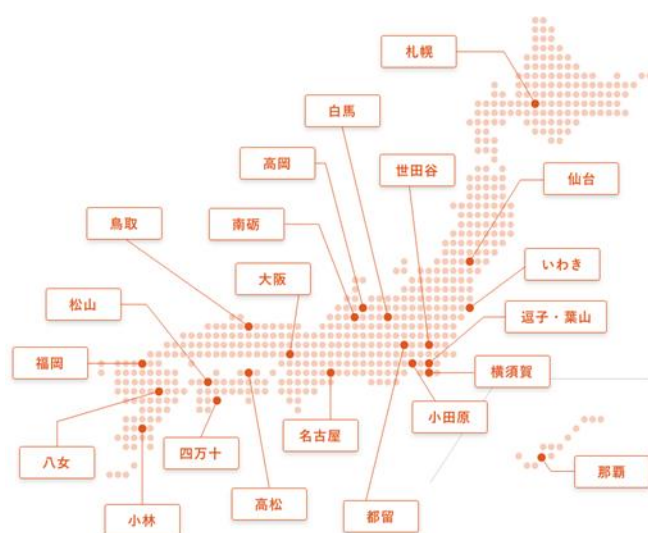 札幌
白馬
高岡
世田谷
仙台
鳥取
南砺
大阪
いわき
松山
逗子・葉山
福岡
横須賀
小田原
名古屋
四万十
八女
那覇
高松
都留
小林